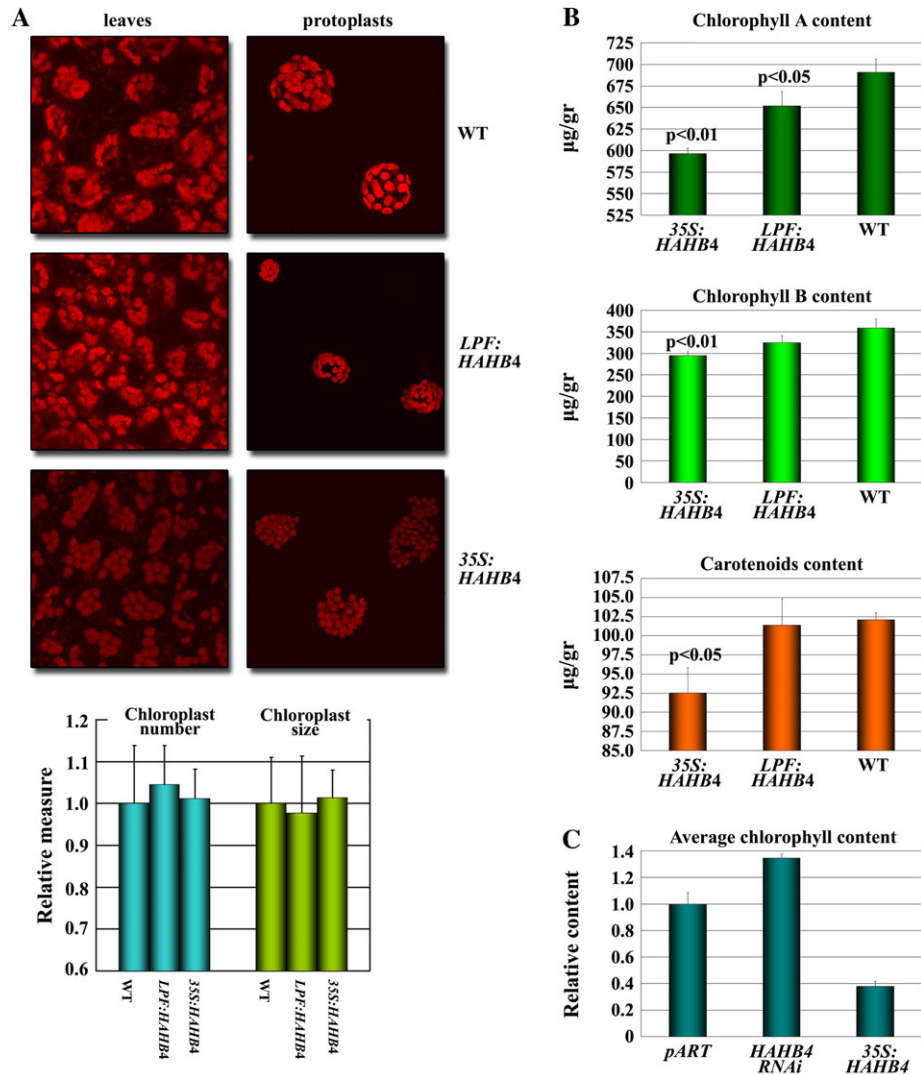 A
leaves
protoplasts
WT
LPF:
HAHB4
35S:
HAHB4
Chloroplast
number
Chloroplast
size
1.2
1.1
1.0
0.9
0.8
0.7
0.6
Relative measure
WT
LPF:HAHB4
35S:HAHB4
WT
LPF:HAHB4
35S:HAHB4
B
Chlorophyll A content
725
700
675
650
625
600
575
550
525
µg/gr
p<0.01
p<0.05
35S:
HAHB4
LPF:
HAHB4
WT
Chlorophyll B content
400
350
300
250
200
150
100
50
0
µg/gr
p<0.01
35S:
HAHB4
LPF:
HAHB4
WT
Carotenoids content
107.5
105.0
102.5
100.0
97.5
95.0
92.5
90.0
87.5
85.0
µg/gr
p<0.05
35S:
HAHB4
LPF:
HAHB4
WT
C
Average chlorophyll content
1.4
1.2
1.0
0.8
0.6
0.4
0.2
0
Relative content
pART
HAHB4
RNAi
35S:
HAHB4